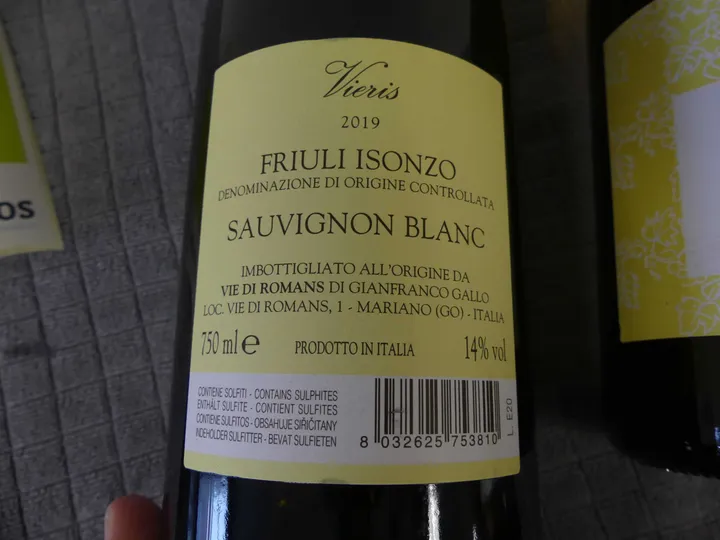 Vieris
2019
FRIULI ISONZO
DENOMINAZIONE DI ORIGINE CONTROLLATA
SAUVIGNON BLANC
IMBOTTIGLIATO ALL'ORIGINE DA
VIE DI ROMANS DI GIANFRANCO GALLO
LOC. VIE DI ROMANS, 1 - MARIANO (GO) - ITALIA
750 ml e PRODOTTO IN ITALIA 14% vol
CONTIENE SOLFITI - CONTAINS SULPHITES
ENTHÄLT SULFITE - CONTIENT SULFITES
CONTIENE SULFITOS - OBSAHUJE SIŘIČITANY
INDEHOLDER SULFITTER - BEVAT SULFIETEN
8 032625 753810
L. E20
os